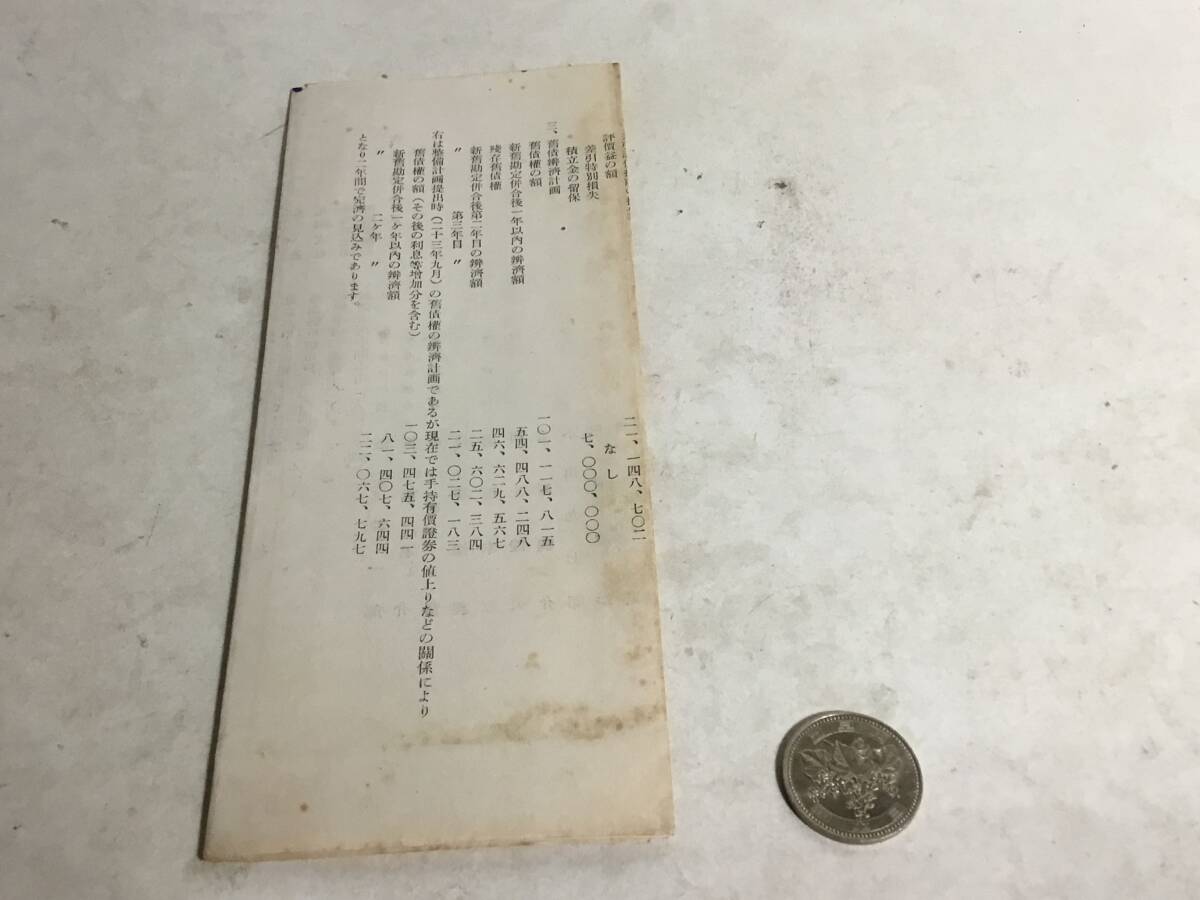 評價益の額 なし
差引特別損失 二一、一四八、七〇二
積立金の留保 七、〇〇〇、〇〇〇
三、舊債辨濟計画
舊債權の額 一〇一、一一七、八一五
新舊勘定併合後一年以内の辨濟額 五四、四八八、二四八
残存舊債權 四六、六二九、五六七
新舊勘定併合後第二年目の辨濟額 二五、六〇二、三八四
〃 第三年目 〃 二一、〇二七、一八三
右は整備計画提出時(二十三年九月)の舊債權の辨濟計画であるが現在では手持有價證券の値上りなどの關係により
舊債權の額(その後の利息等增加分を含む) 一〇三、四七五、四四一
新舊勘定併合後一ケ年以内の辨濟額 八一、四〇七、六四四
〃 二ケ年 〃 二二、〇六七、七九七
となり二年間で完濟の見込みであります。